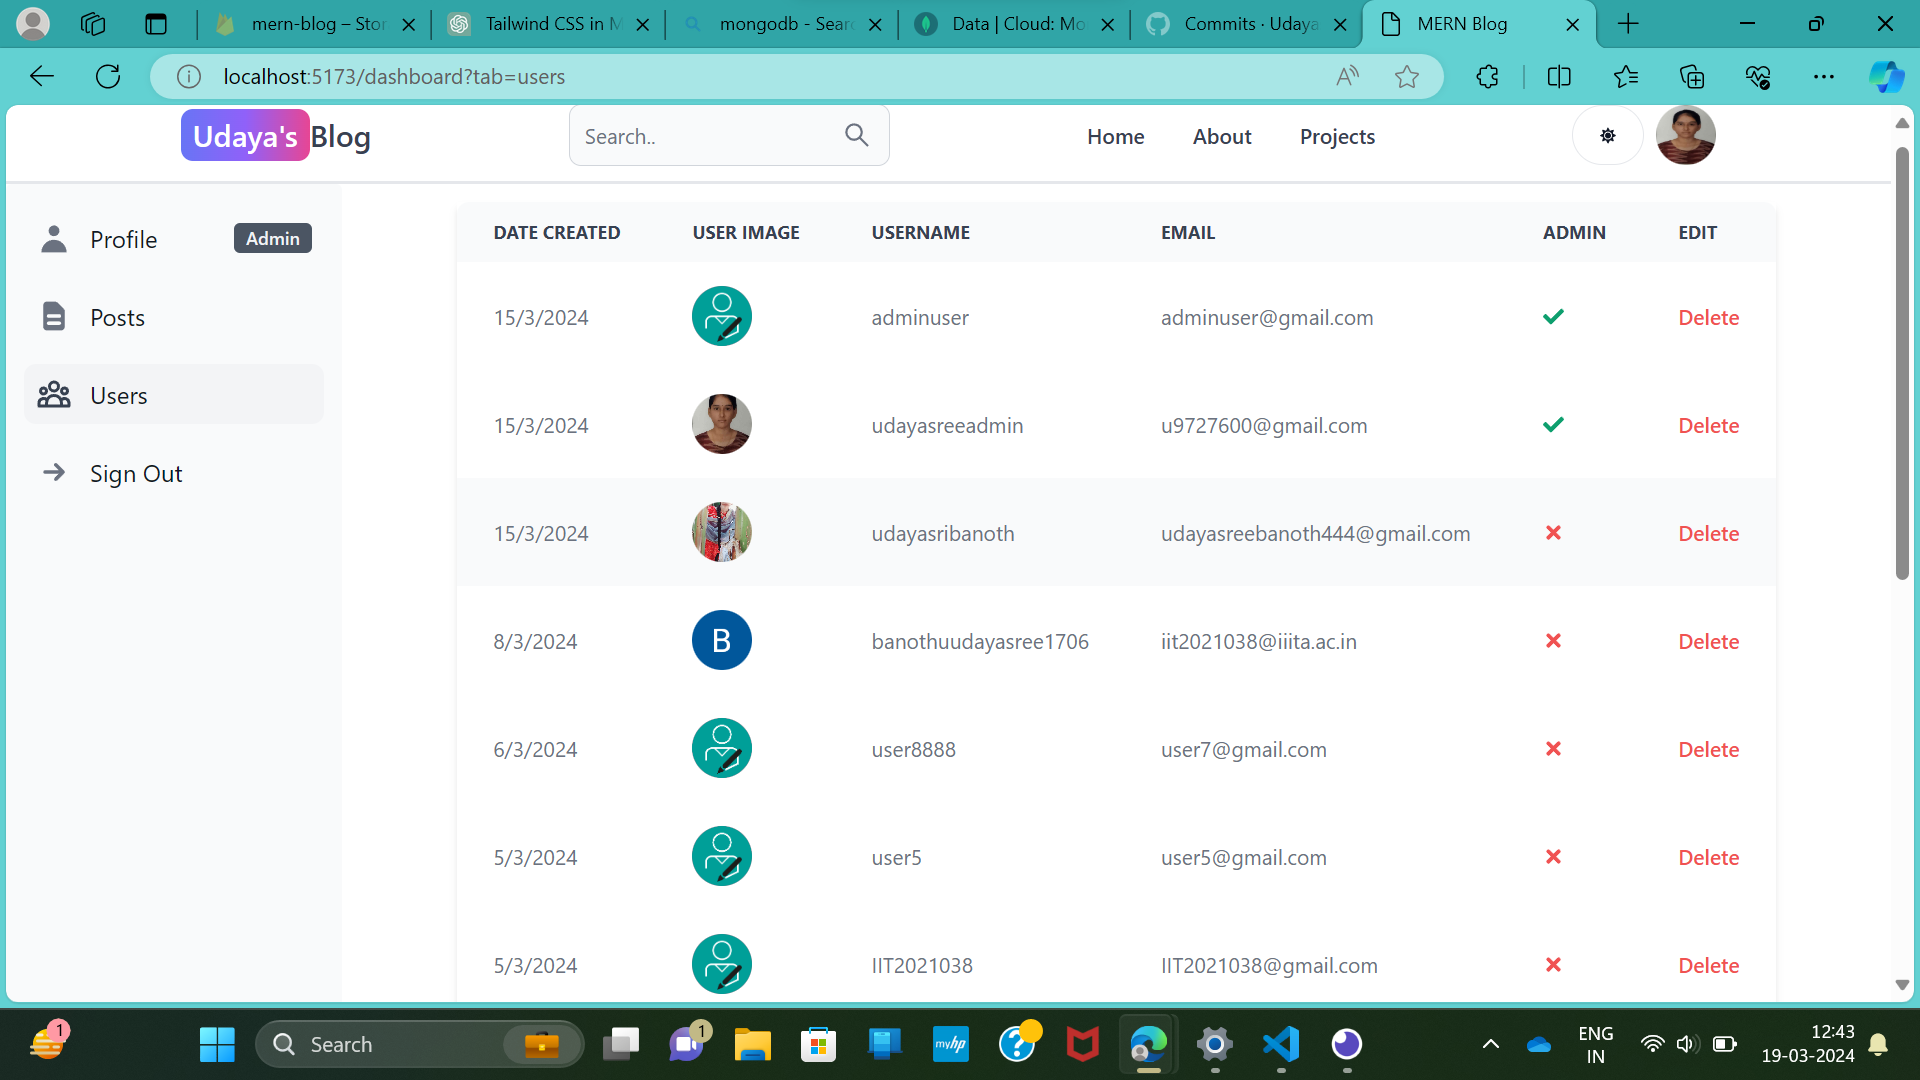 mern-blog – Stor
Tailwind CSS in M
mongodb - Searc
Data | Cloud: Mo
Commits · Udaya
MERN Blog
localhost:5173/dashboard?tab=users
Udaya's Blog
Search..
Home
About
Projects
Profile
Admin
Posts
Users
Sign Out
DATE CREATED USER IMAGE USERNAME EMAIL ADMIN EDIT
15/3/2024 adminuser adminuser@gmail.com Delete
15/3/2024 udayasreeadmin u9727600@gmail.com Delete
15/3/2024 udayasribanoth udayasreebanoth444@gmail.com Delete
8/3/2024 B banothuudayasree1706 iit2021038@iiita.ac.in Delete
6/3/2024 user8888 user7@gmail.com Delete
5/3/2024 user5 user5@gmail.com Delete
5/3/2024 IIT2021038 IIT2021038@gmail.com Delete
1
Search
1
myhp
?
ENG
IN
12:43
19-03-2024